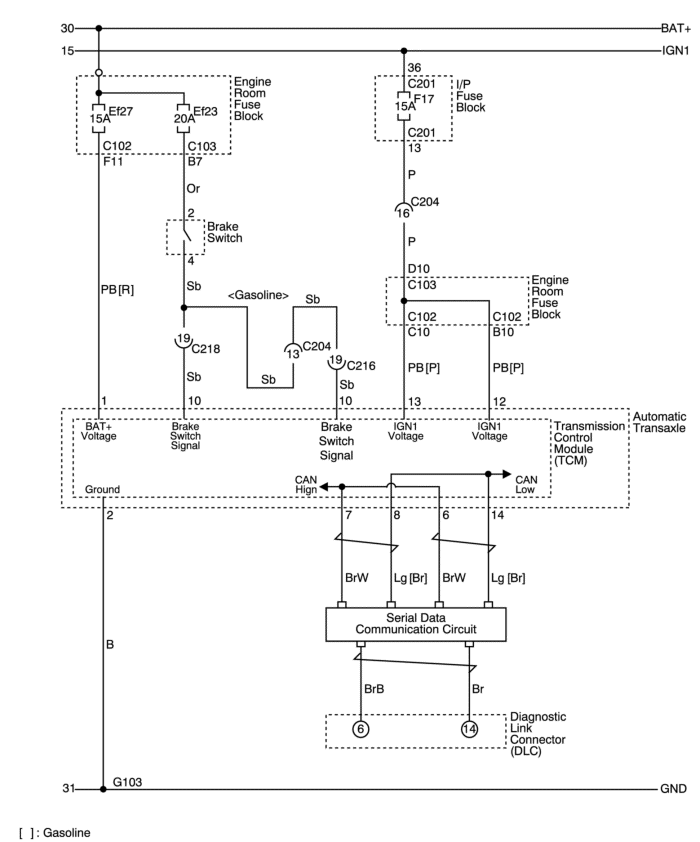 30 BAT+
15 IGN1
36
Engine
Room
Fuse
Block
C201
I/P
Fuse
Block
Ef27
15A
Ef23
20A
F17
15A
C201
C102
C103
13
F11
B7
P
Or
C204
16
2
Brake
Switch
P
4
D10
C103
Engine
Room
Fuse
Block
PB[R]
Sb
<Gasoline>
Sb
C102
C102
C10
B10
19
C218
C204
13
19
C216
PB[P]
PB[P]
Sb
Sb
Sb
1
10
10
13
12
Automatic
Transaxle
BAT+
Voltage
Brake
Switch
Signal
Brake
Switch
Signal
IGN1
Voltage
IGN1
Voltage
Transmission
Control
Module
(TCM)
CAN
Hign
CAN
Low
Ground
2
7
8
6
14
BrW
Lg [Br]
BrW
Lg [Br]
Serial Data
Communication Circuit
B
BrB
Br
6
14
Diagnostic
Link
Connector
(DLC)
G103
31 GND
[ ] : Gasoline